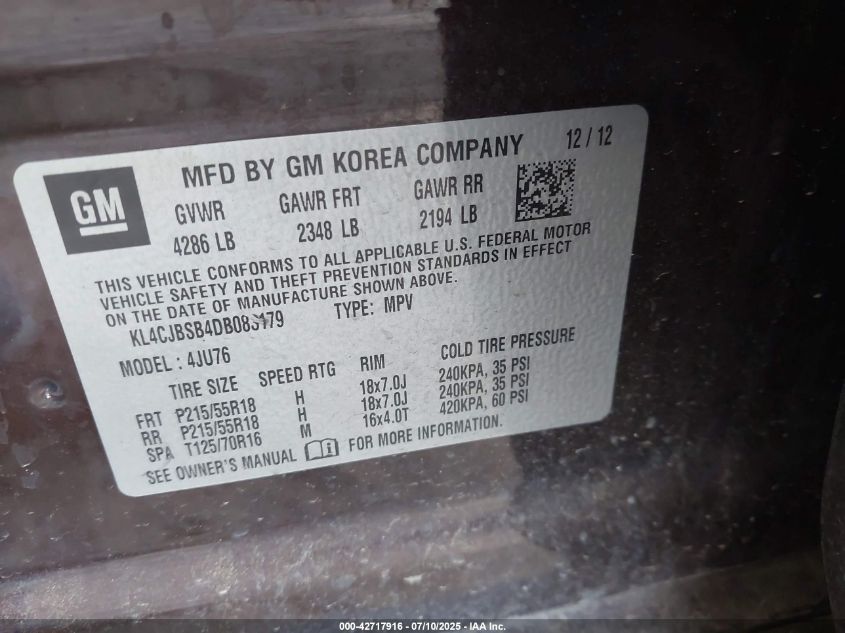 MFD BY GM KOREA COMPANY 12 / 12
GM
GVWR GAWR FRT GAWR RR
4286 LB 2348 LB 2194 LB
THIS VEHICLE CONFORMS TO ALL APPLICABLE U.S. FEDERAL MOTOR
VEHICLE SAFETY AND THEFT PREVENTION STANDARDS IN EFFECT
ON THE DATE OF MANUFACTURE SHOWN ABOVE.
KL4CJBSB4DB083179 TYPE: MPV
MODEL : 4JU76
TIRE SIZE SPEED RTG RIM COLD TIRE PRESSURE
FRT P215/55R18 H 18x7.0J 240KPA, 35 PSI
RR P215/55R18 H 18x7.0J 240KPA, 35 PSI
SPA T125/70R16 M 16x4.0T 420KPA, 60 PSI
SEE OWNER'S MANUAL FOR MORE INFORMATION.
000-42717916 - 07/10/2025 - IAA Inc.